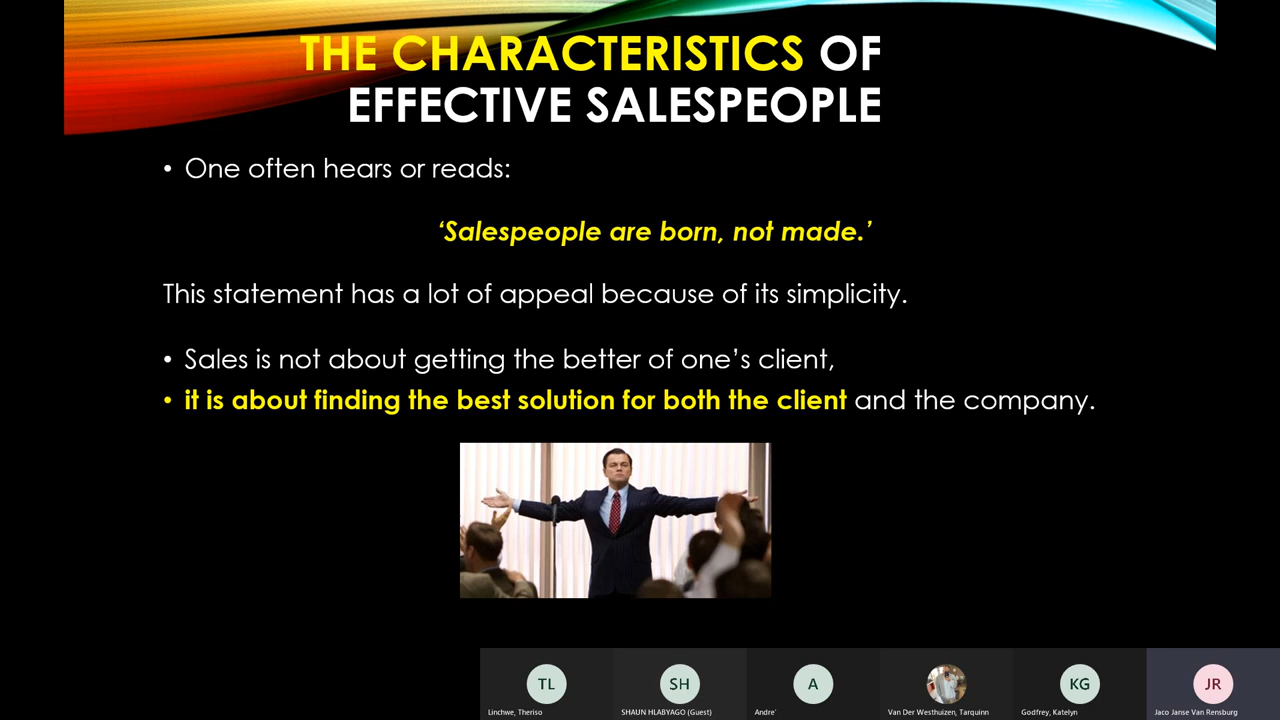 THE CHARACTERISTICS OF
EFFECTIVE SALESPEOPLE
• One often hears or reads:
‘Salespeople are born, not made.’
This statement has a lot of appeal because of its simplicity.
• Sales is not about getting the better of one’s client,
• it is about finding the best solution for both the client and the company.
TL
SH
A
KG
JR
Linchwe, Theriso
SHAUN HLABYAGO (Guest)
Andre'
Van Der Westhuizen, Tarquinn
Godfrey, Katelyn
Jaco Janse Van Rensburg